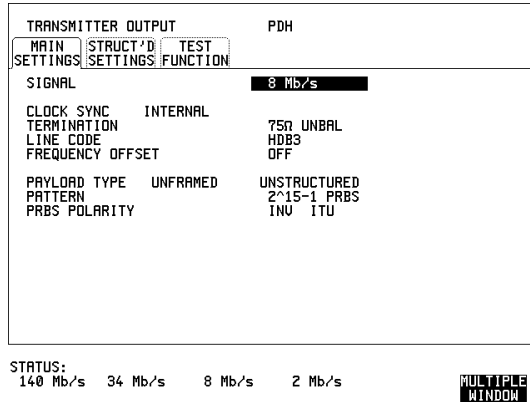 TRANSMITTER OUTPUT PDH
MAIN SETTINGS
STRUCT'D SETTINGS
TEST FUNCTION
SIGNAL 8 Mb/s
CLOCK SYNC INTERNAL
TERMINATION 75Ω UNBAL
LINE CODE HDB3
FREQUENCY OFFSET OFF
PAYLOAD TYPE UNFRAMED UNSTRUCTURED
PATTERN 2^15-1 PRBS
PRBS POLARITY INV ITU
STATUS:
140 Mb/s 34 Mb/s 8 Mb/s 2 Mb/s
MULTIPLE
WINDOW